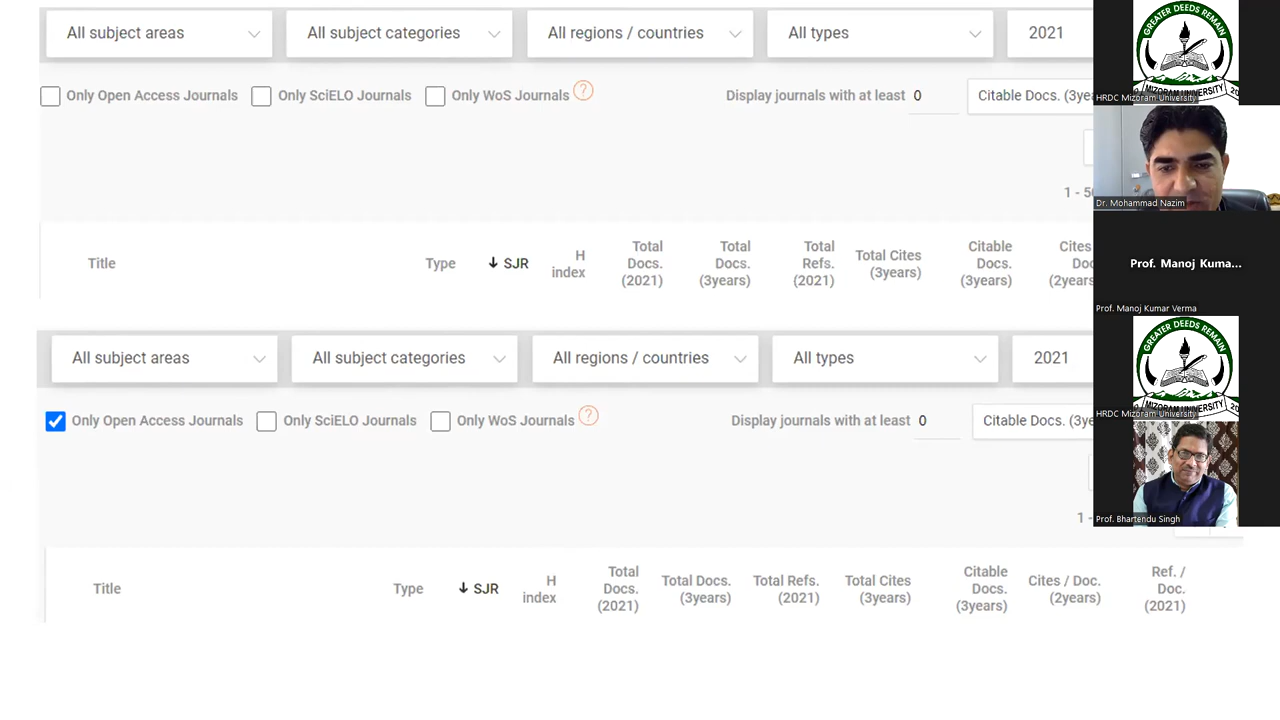 All subject areas
All subject categories
All regions / countries
All types
2021
Only Open Access Journals
Only SciELO Journals
Only WoS Journals
?
Display journals with at least 0
Citable Docs. (3ye
1 - 5
Title
Type
SJR
H index
Total Docs. (2021)
Total Docs. (3years)
Total Refs. (2021)
Total Cites (3years)
Citable Docs. (3years)
Cites
(2years
All subject areas
All subject categories
All regions / countries
All types
2021
Only Open Access Journals
Only SciELO Journals
Only WoS Journals
?
Display journals with at least 0
Citable Docs. (3ye
1 -
Title
Type
SJR
H index
Total Docs. (2021)
Total Docs. (3years)
Total Refs. (2021)
Total Cites (3years)
Citable Docs. (3years)
Cites / Doc. (2years)
Ref. / Doc. (2021)
GREATER DEEDS REMAIN
MIZORAM UNIVERSITY
HRDC Mizoram University
Dr. Mohammad Nazim
Prof. Manoj Kuma...
Prof. Manoj Kumar Verma
GREATER DEEDS REMAIN
MIZORAM UNIVERSITY
HRDC Mizoram University
Prof. Bhartendu Singh